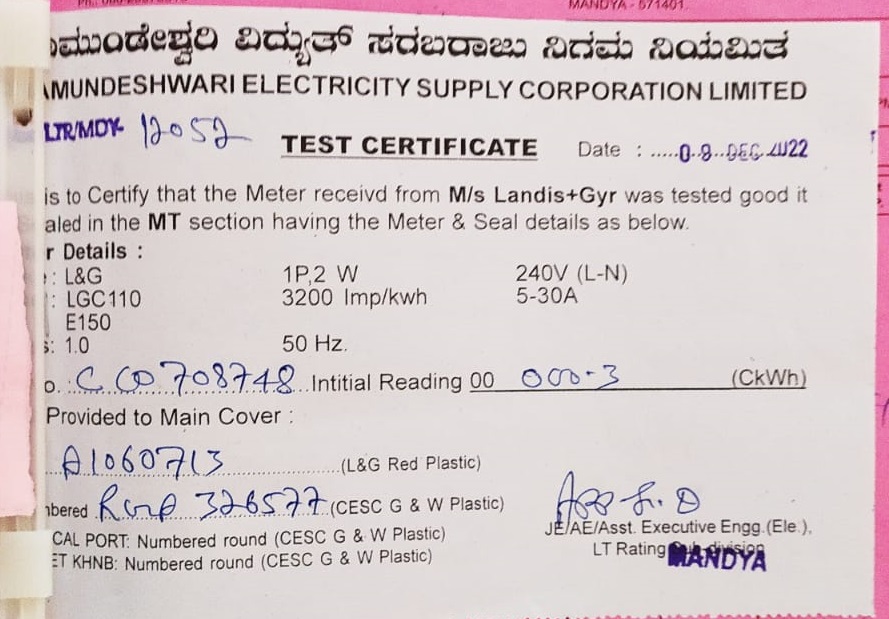 MANDYA - 571401.
ಮುಂಡೇಶ್ವರಿ ವಿದ್ಯುತ್ ಸರಬರಾಜು ನಿಗಮ ನಿಯಮಿತ
AMUNDESHWARI ELECTRICITY SUPPLY CORPORATION LIMITED
LTR/MDY- 12052
TEST CERTIFICATE Date : .....08 DEC 2022
is to Certify that the Meter receivd from M/s Landis+Gyr was tested good it
aled in the MT section having the Meter & Seal details as below.
r Details :
: L&G 1P,2 W 240V (L-N)
: LGC110 3200 Imp/kwh 5-30A
E150
s: 1.0 50 Hz.
o. : 708748 Intitial Reading 00 000.3 (CkWh)
Provided to Main Cover :
A1060713 (L&G Red Plastic)
nbered 326577 (CESC G & W Plastic)
CAL PORT: Numbered round (CESC G & W Plastic)
ET KHNB: Numbered round (CESC G & W Plastic)
JE/AE/Asst. Executive Engg.(Ele.),
LT Rating Sub-division
MANDYA